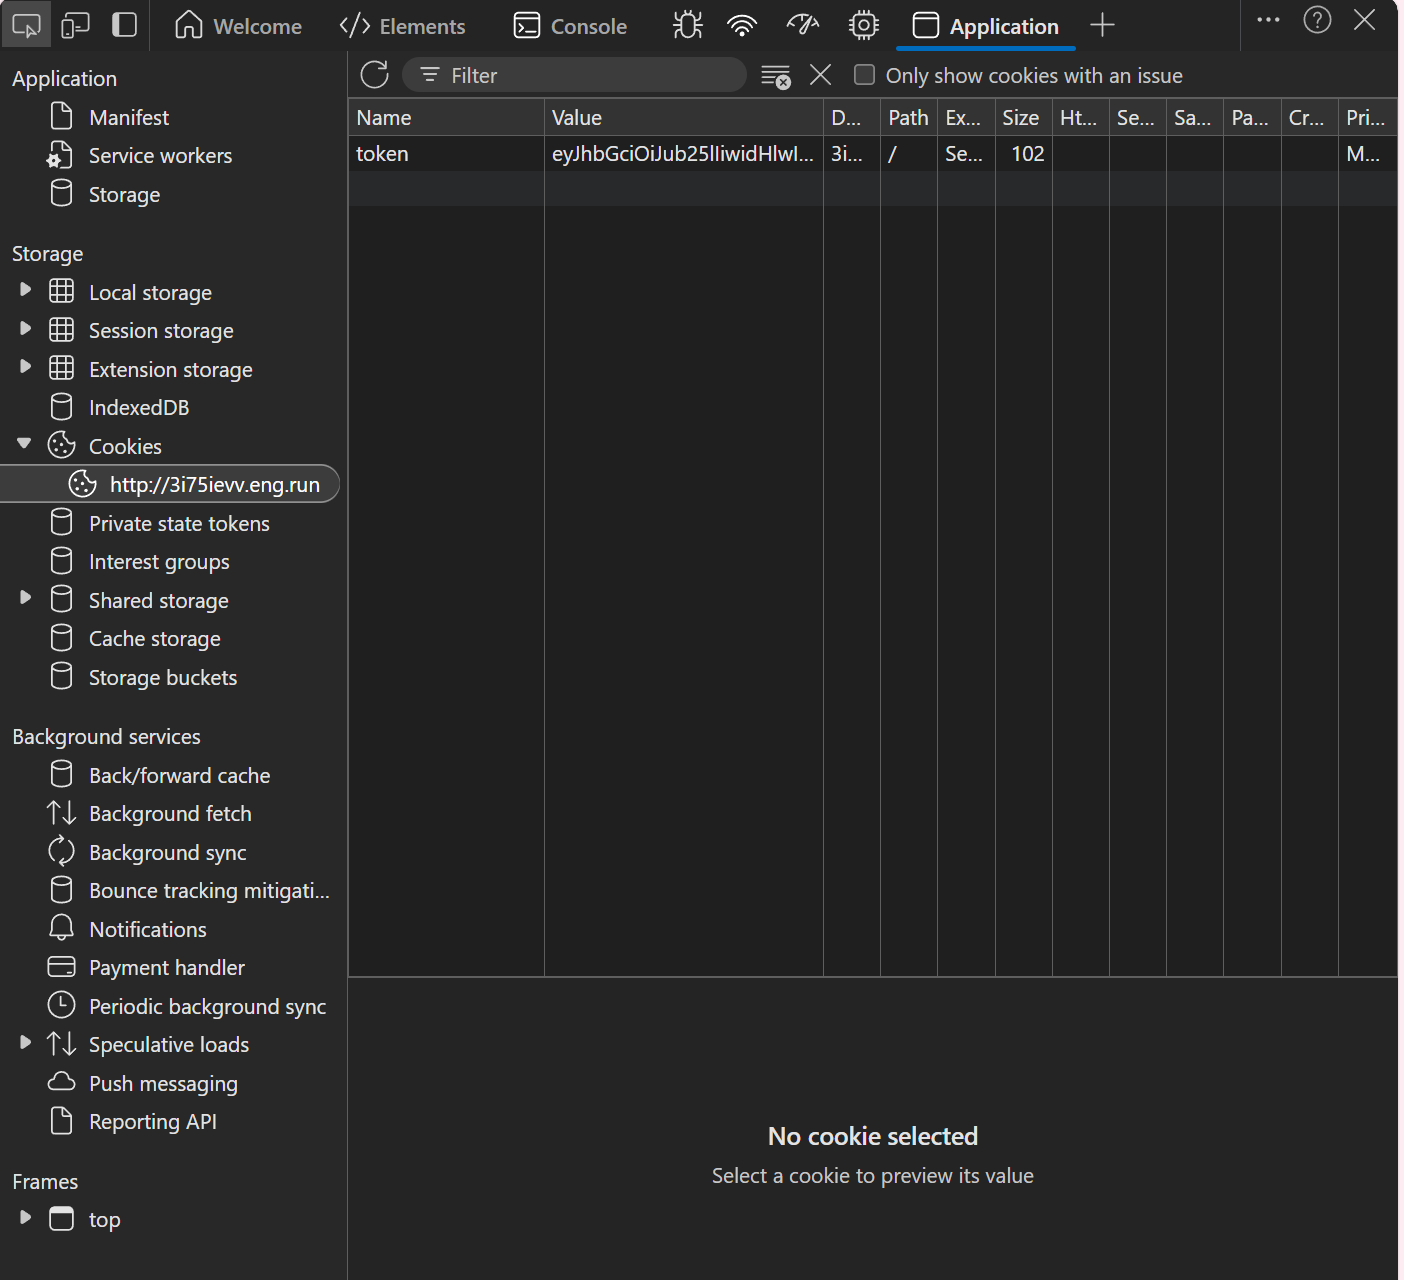 Welcome
Elements
Console
Application
Application
Manifest
Service workers
Storage
Storage
Local storage
Session storage
Extension storage
IndexedDB
Cookies
http://3i75ievv.eng.run
Private state tokens
Interest groups
Shared storage
Cache storage
Storage buckets
Background services
Back/forward cache
Background fetch
Background sync
Bounce tracking mitigati...
Notifications
Payment handler
Periodic background sync
Speculative loads
Push messaging
Reporting API
Frames
top
Filter
Only show cookies with an issue
Name Value D... Path Ex... Size Ht... Se... Sa... Pa... Cr... Pri...
token eyJhbGciOiJub25lIiwidHlwI... 3i... / Se... 102 M...
No cookie selected
Select a cookie to preview its value